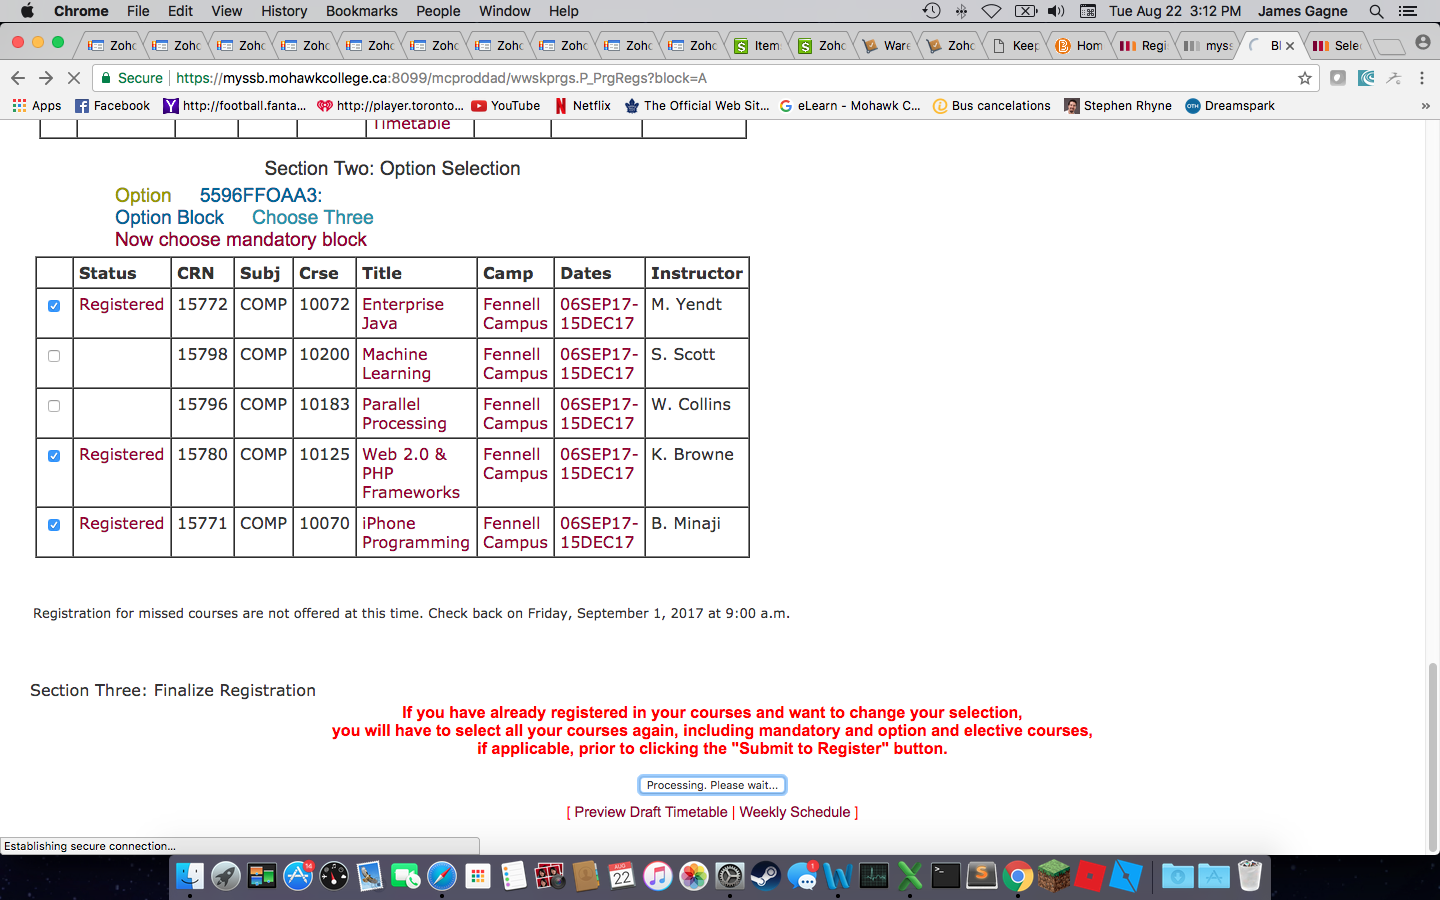 Chrome File Edit View History Bookmarks People Window Help Tue Aug 22 3:12 PM James Gagne
Zoho Zoho Zoho Zoho Zoho Zoho Zoho Zoho Zoho Zoho Item Zoho Ware Zoho Keep Hom Regi myss Bl Sele
Secure https://myssb.mohawkcollege.ca:8099/mcproddad/wwskprgs.P_PrgRegs?block=A
Apps Facebook http://football.fanta... http://player.toronto... YouTube Netflix The Official Web Sit... eLearn - Mohawk C... Bus cancelations Stephen Rhyne Dreamspark »
Timetable
Section Two: Option Selection
Option 5596FFOAA3:
Option Block Choose Three
Now choose mandatory block
Status CRN Subj Crse Title Camp Dates Instructor
Registered 15772 COMP 10072 Enterprise Java Fennell Campus 06SEP17-15DEC17 M. Yendt
15798 COMP 10200 Machine Learning Fennell Campus 06SEP17-15DEC17 S. Scott
15796 COMP 10183 Parallel Processing Fennell Campus 06SEP17-15DEC17 W. Collins
Registered 15780 COMP 10125 Web 2.0 & PHP Frameworks Fennell Campus 06SEP17-15DEC17 K. Browne
Registered 15771 COMP 10070 iPhone Programming Fennell Campus 06SEP17-15DEC17 B. Minaji
Registration for missed courses are not offered at this time. Check back on Friday, September 1, 2017 at 9:00 a.m.
Section Three: Finalize Registration
If you have already registered in your courses and want to change your selection,
you will have to select all your courses again, including mandatory and option and elective courses,
if applicable, prior to clicking the "Submit to Register" button.
Processing. Please wait...
[ Preview Draft Timetable | Weekly Schedule ]
Establishing secure connection...
AUG
22